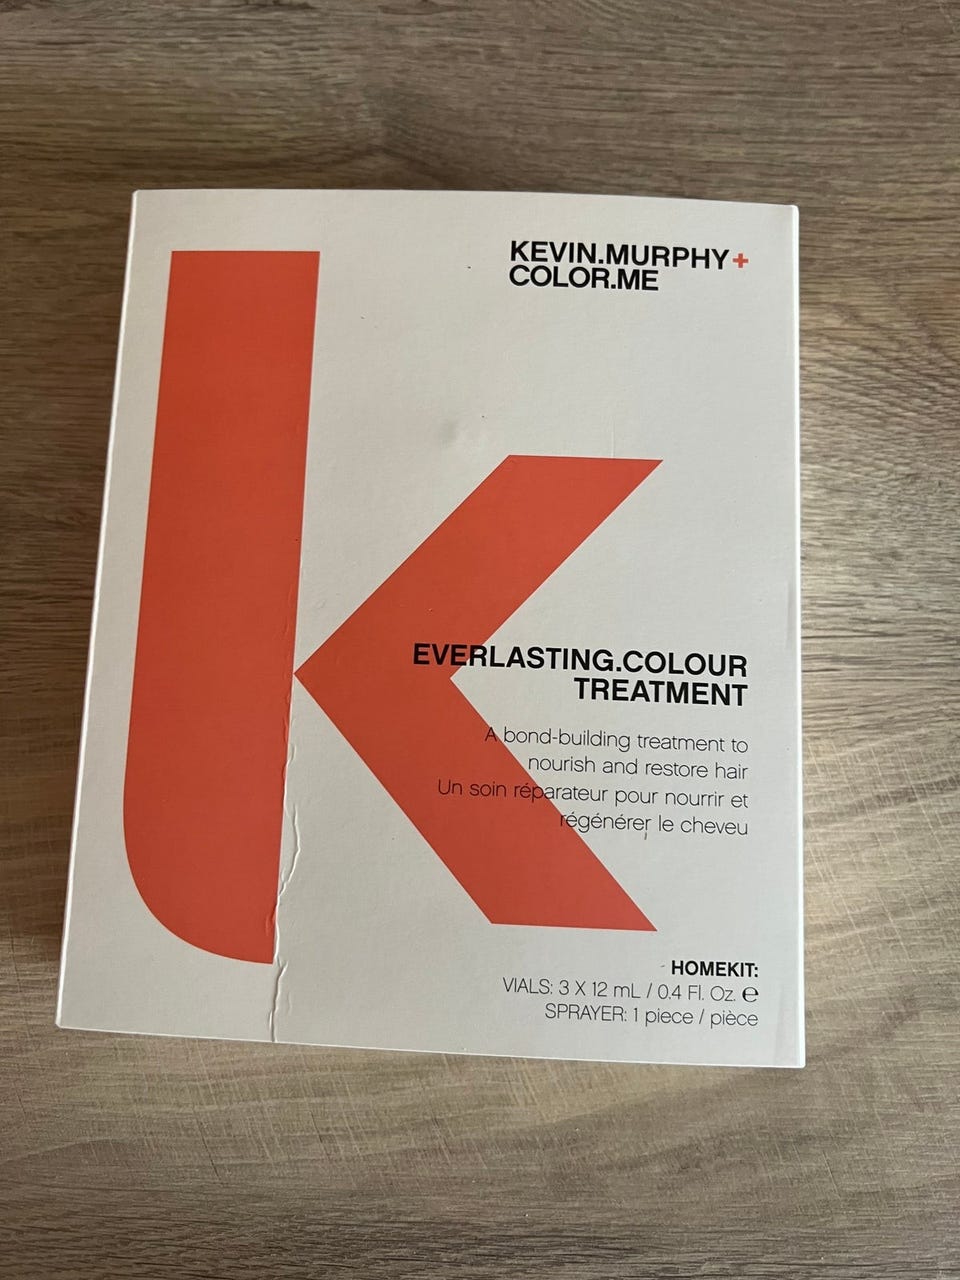 k
KEVIN.MURPHY+
COLOR.ME
EVERLASTING.COLOUR
TREATMENT
A bond-building treatment to
nourish and restore hair
Un soin réparateur pour nourrir et
régénérer le cheveu
HOMEKIT:
VIALS: 3 X 12 mL / 0.4 Fl. Oz. ℮
SPRAYER: 1 piece / pièce